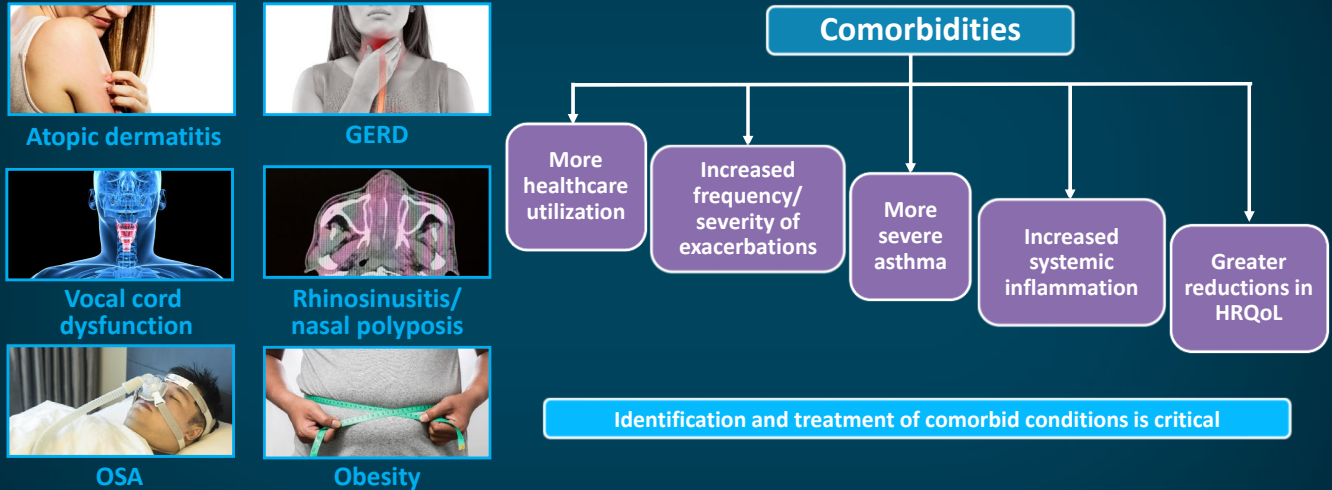 Atopic dermatitis
GERD
Vocal cord
dysfunction
Rhinosinusitis/
nasal polyposis
OSA
Obesity
Comorbidities
More
healthcare
utilization
Increased
frequency/
severity of
exacerbations
More
severe
asthma
Increased
systemic
inflammation
Greater
reductions in
HRQoL
Identification and treatment of comorbid conditions is critical